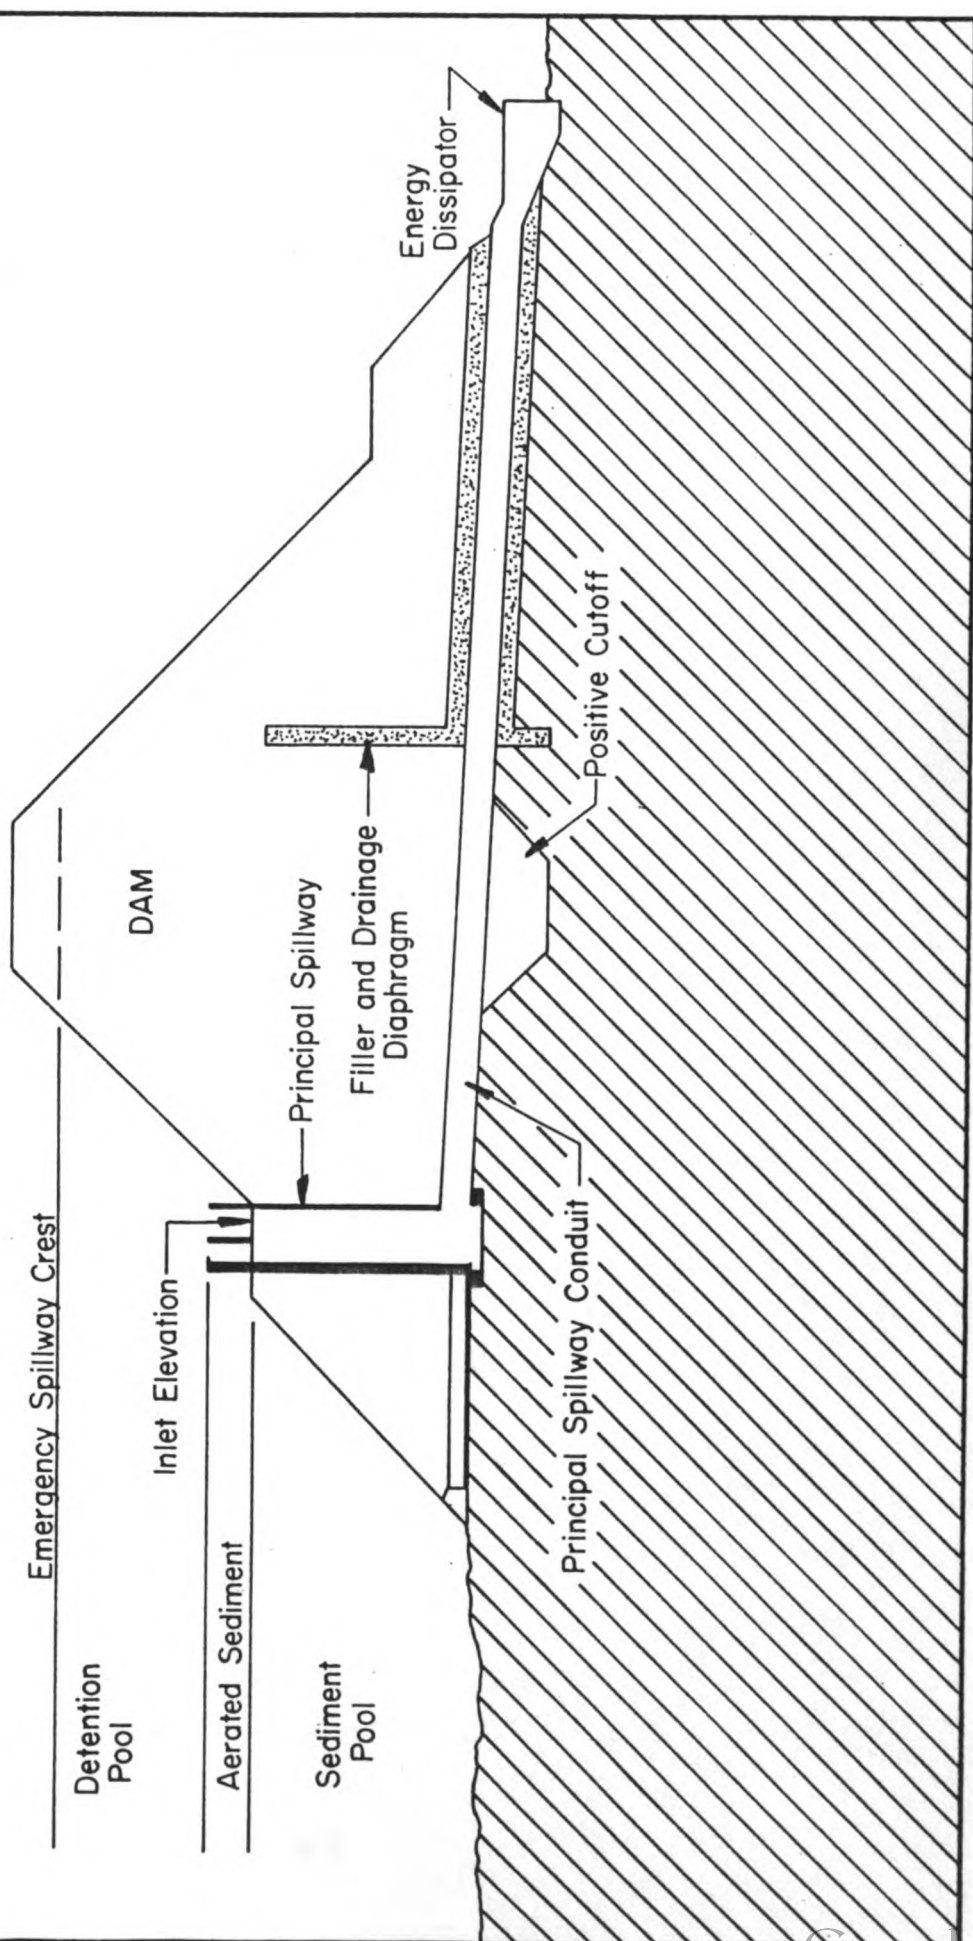 Emergency Spillway Crest
Detention
Pool
Inlet Elevation
Aerated Sediment
Sediment
Pool
DAM
Principal Spillway
Filler and Drainage
Diaphragm
Energy
Dissipator
Positive Cutoff
Principal Spillway Conduit